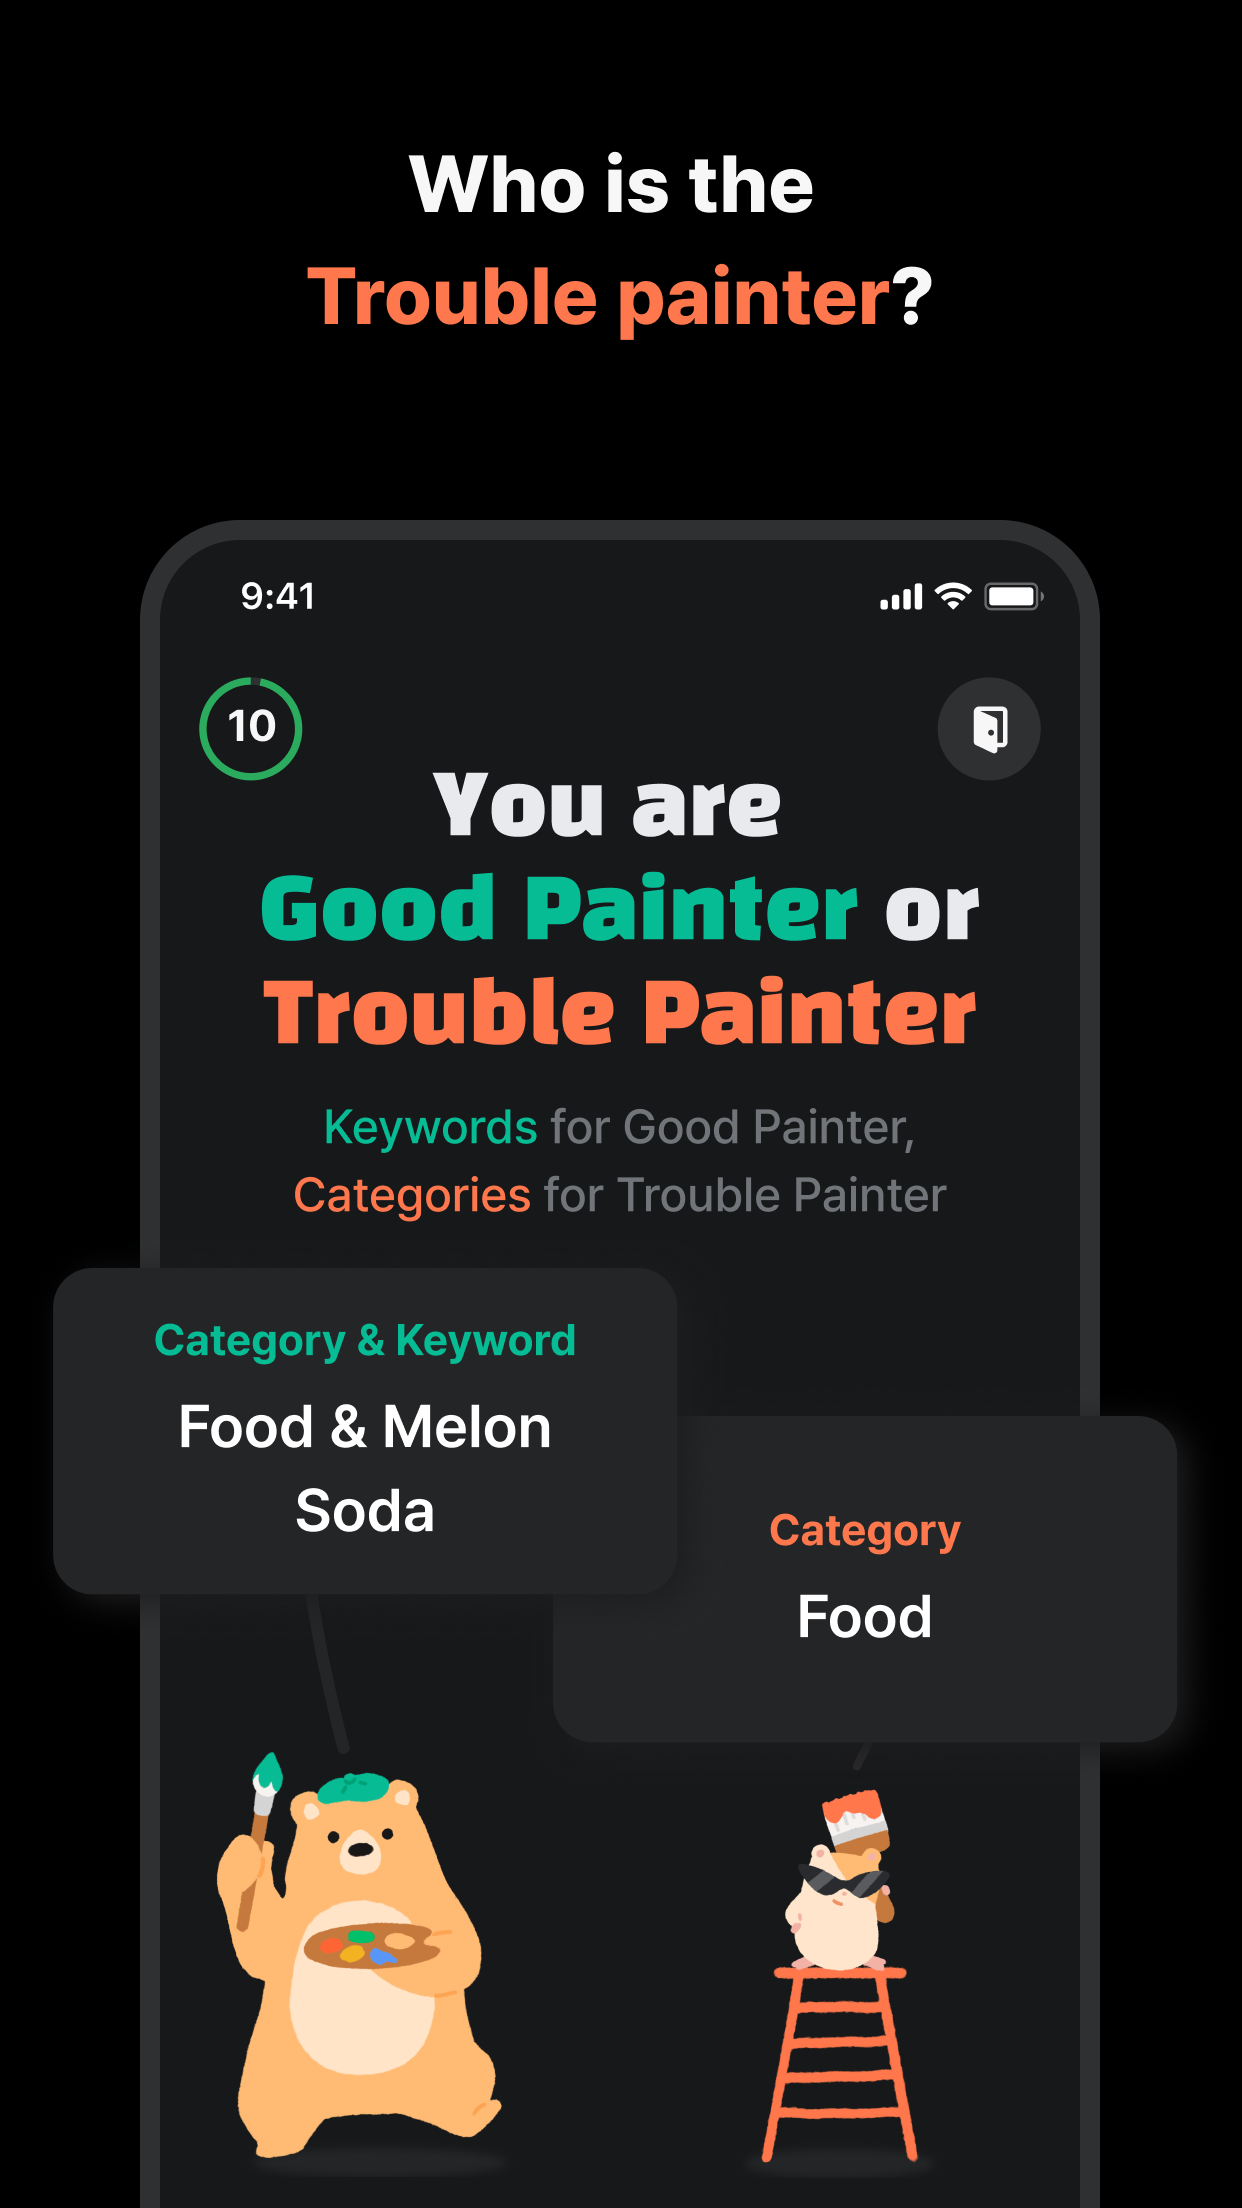 Who is the
Trouble painter?
9:41
10
You are
Good Painter or
Trouble Painter
Keywords for Good Painter,
Categories for Trouble Painter
Category & Keyword
Food & Melon
Soda
Category
Food